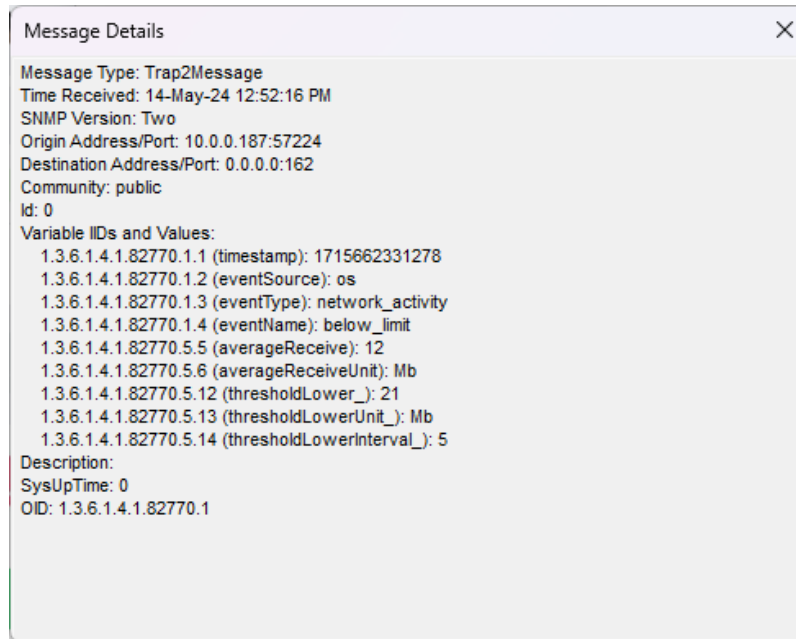 Message Details
Message Type: Trap2Message
Time Received: 14-May-24 12:52:16 PM
SNMP Version: Two
Origin Address/Port: 10.0.0.187:57224
Destination Address/Port: 0.0.0.0:162
Community: public
Id: 0
Variable IIDs and Values:
1.3.6.1.4.1.82770.1.1 (timestamp): 1715662331278
1.3.6.1.4.1.82770.1.2 (eventSource): os
1.3.6.1.4.1.82770.1.3 (eventType): network_activity
1.3.6.1.4.1.82770.1.4 (eventName): below_limit
1.3.6.1.4.1.82770.5.5 (averageReceive): 12
1.3.6.1.4.1.82770.5.6 (averageReceiveUnit): Mb
1.3.6.1.4.1.82770.5.12 (thresholdLower_): 21
1.3.6.1.4.1.82770.5.13 (thresholdLowerUnit_): Mb
1.3.6.1.4.1.82770.5.14 (thresholdLowerInterval_): 5
Description:
SysUpTime: 0
OID: 1.3.6.1.4.1.82770.1